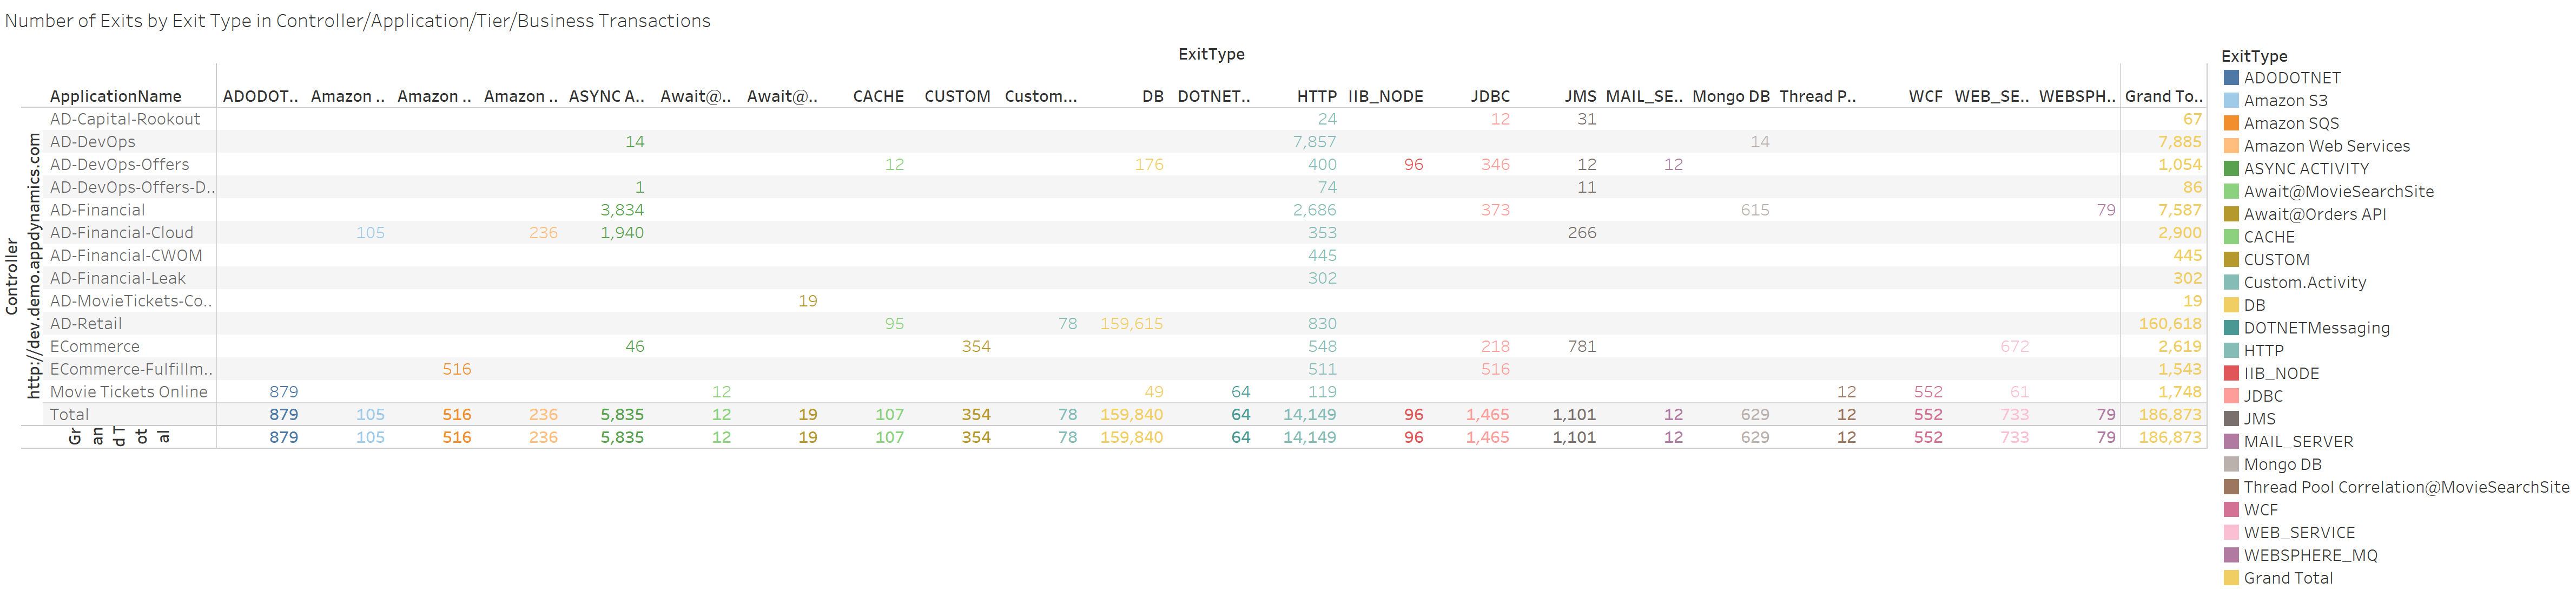 Number of Exits by Exit Type in Controller/Application/Tier/Business Transactions
ExitType
ApplicationName ADODOT.. Amazon .. Amazon .. Amazon .. ASYNC A.. Await@.. Await@.. CACHE CUSTOM Custom... DB DOTNET.. HTTP IIB_NODE JDBC JMS MAIL_SE.. Mongo DB Thread P.. WCF WEB_SE.. WEBSPH.. Grand To..
Controller
http://dev.demo.appdynamics.com
AD-Capital-Rookout 24 12 31 67
AD-DevOps 14 7,857 14 7,885
AD-DevOps-Offers 12 176 400 96 346 12 12 1,054
AD-DevOps-Offers-D.. 1 74 11 86
AD-Financial 3,834 2,686 373 615 79 7,587
AD-Financial-Cloud 105 236 1,940 353 266 2,900
AD-Financial-CWOM 445 445
AD-Financial-Leak 302 302
AD-MovieTickets-Co.. 19 19
AD-Retail 95 78 159,615 830 160,618
ECommerce 46 354 548 218 781 672 2,619
ECommerce-Fulfillm.. 516 511 516 1,543
Movie Tickets Online 879 12 49 64 119 12 552 61 1,748
Total 879 105 516 236 5,835 12 19 107 354 78 159,840 64 14,149 96 1,465 1,101 12 629 12 552 733 79 186,873
Gr
an
d T
ot
al
879 105 516 236 5,835 12 19 107 354 78 159,840 64 14,149 96 1,465 1,101 12 629 12 552 733 79 186,873
ExitType
ADODOTNET
Amazon S3
Amazon SQS
Amazon Web Services
ASYNC ACTIVITY
Await@MovieSearchSite
Await@Orders API
CACHE
CUSTOM
Custom.Activity
DB
DOTNETMessaging
HTTP
IIB_NODE
JDBC
JMS
MAIL_SERVER
Mongo DB
Thread Pool Correlation@MovieSearchSite
WCF
WEB_SERVICE
WEBSPHERE_MQ
Grand Total